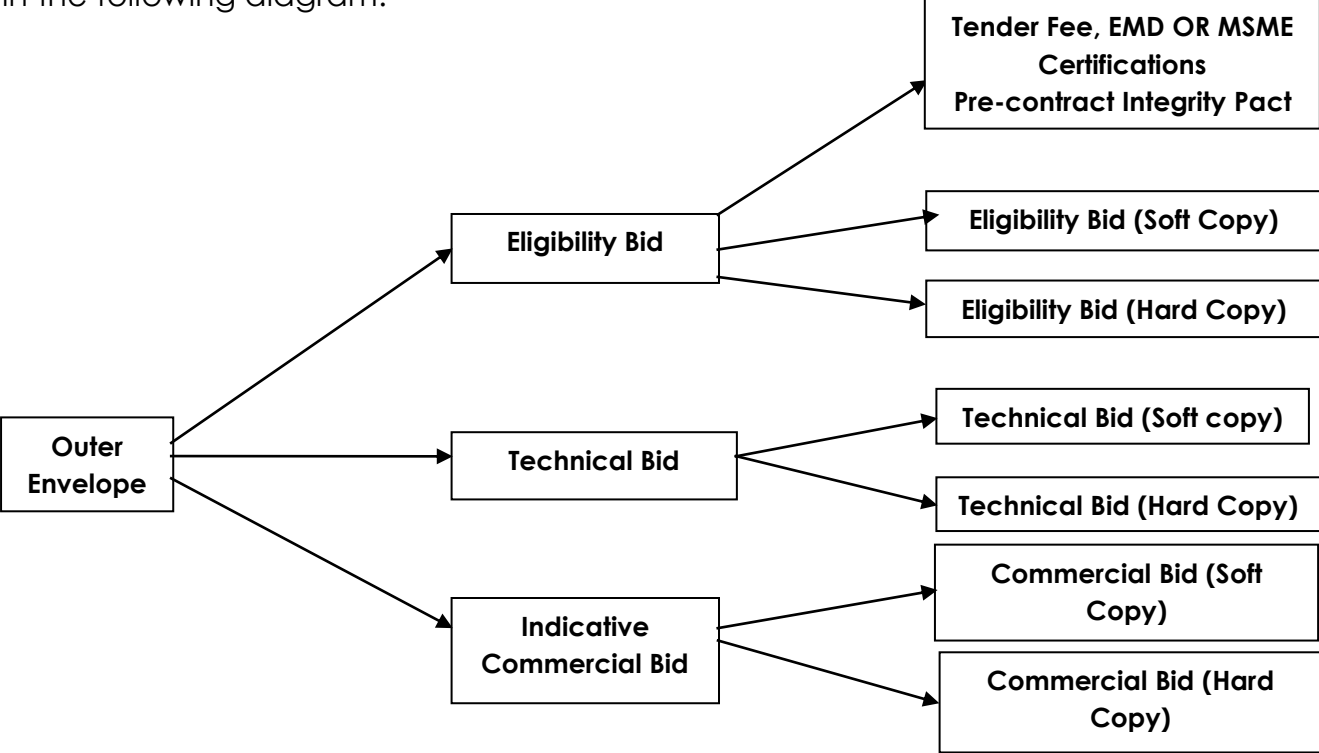 in the following diagram:
Tender Fee, EMD OR MSME
Certifications
Pre-contract Integrity Pact
Eligibility Bid
Eligibility Bid (Soft Copy)
Eligibility Bid (Hard Copy)
Outer
Envelope
Technical Bid
Technical Bid (Soft copy)
Technical Bid (Hard Copy)
Indicative
Commercial Bid
Commercial Bid (Soft
Copy)
Commercial Bid (Hard
Copy)